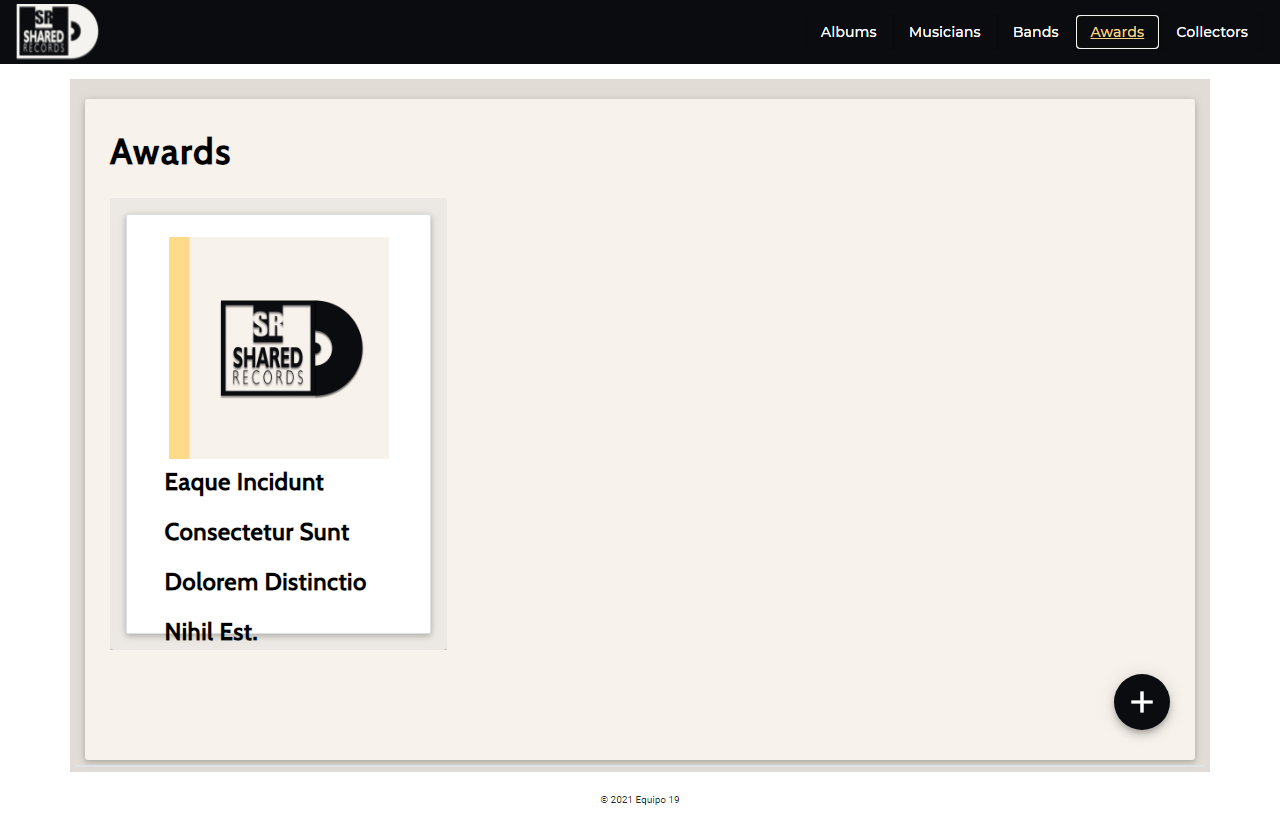 SR
SHARED
RECORDS
Albums Musicians Bands Awards Collectors
Awards
SR
SHARED
RECORDS
Eaque Incidunt
Consectetur Sunt
Dolorem Distinctio
Nihil Est.
© 2021 Equipo 19